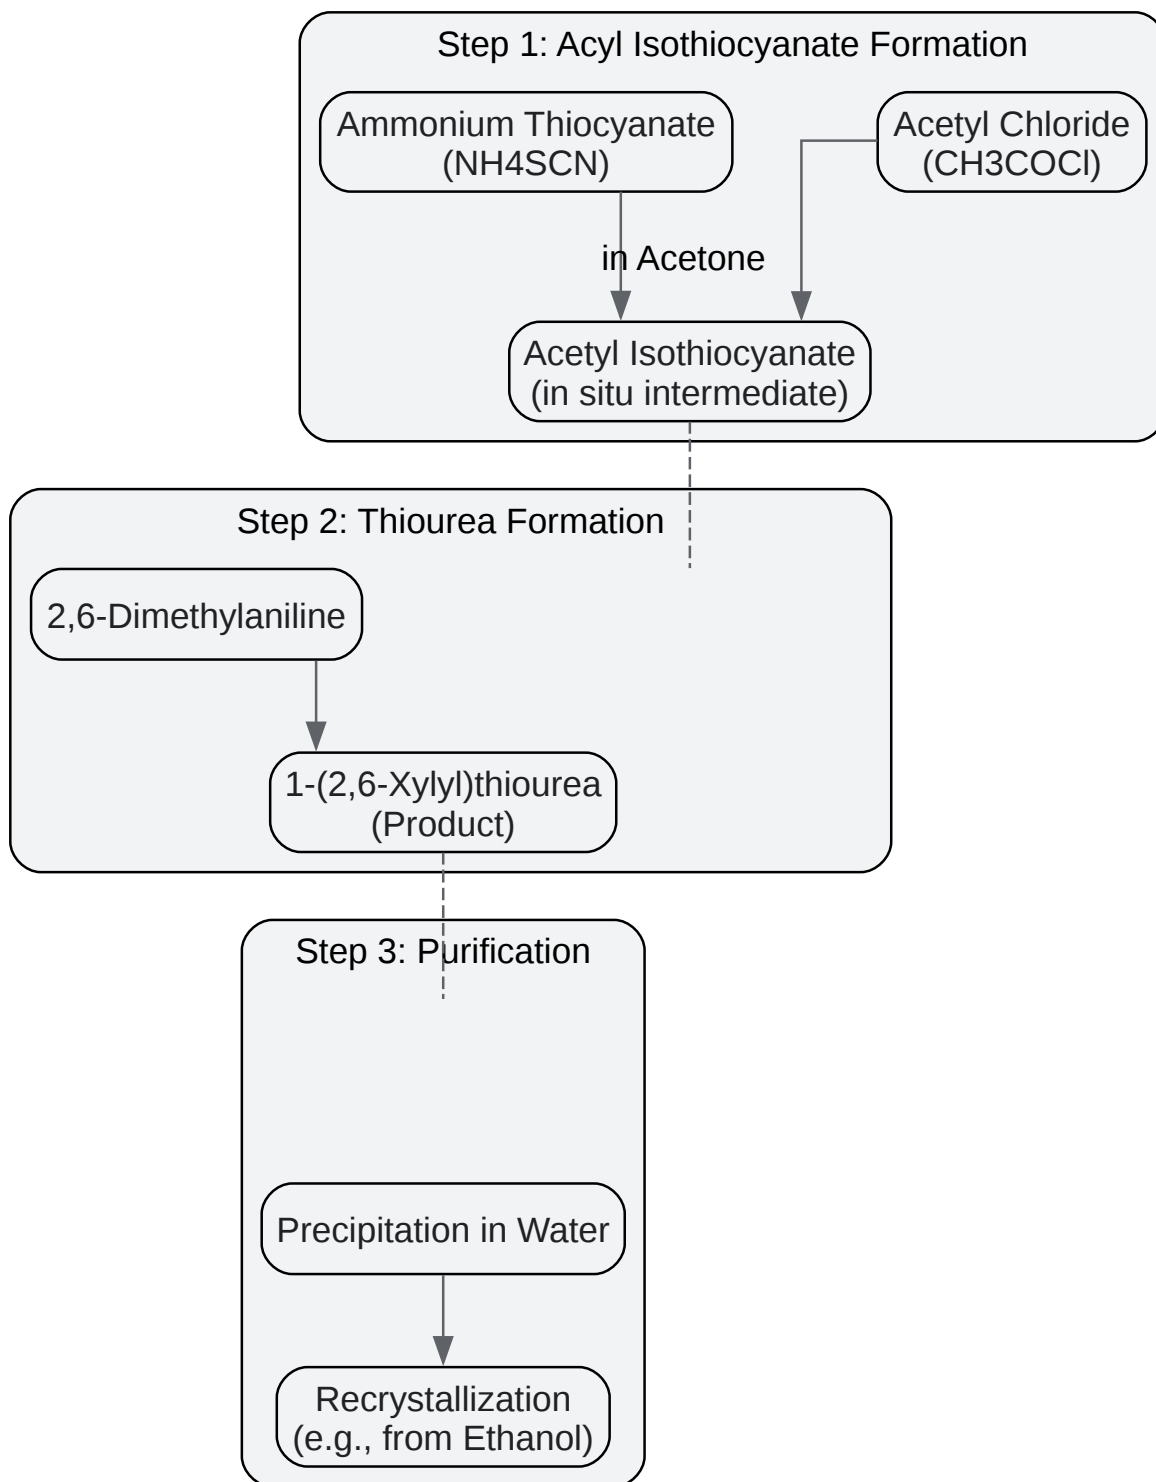 Step 1: Acyl Isothiocyanate Formation
Ammonium Thiocyanate
(NH4SCN)
Acetyl Chloride
(CH3COCl)
in Acetone
Acetyl Isothiocyanate
(in situ intermediate)
Step 2: Thiourea Formation
2,6-Dimethylaniline
1-(2,6-Xylyl)thiourea
(Product)
Step 3: Purification
Precipitation in Water
Recrystallization
(e.g., from Ethanol)